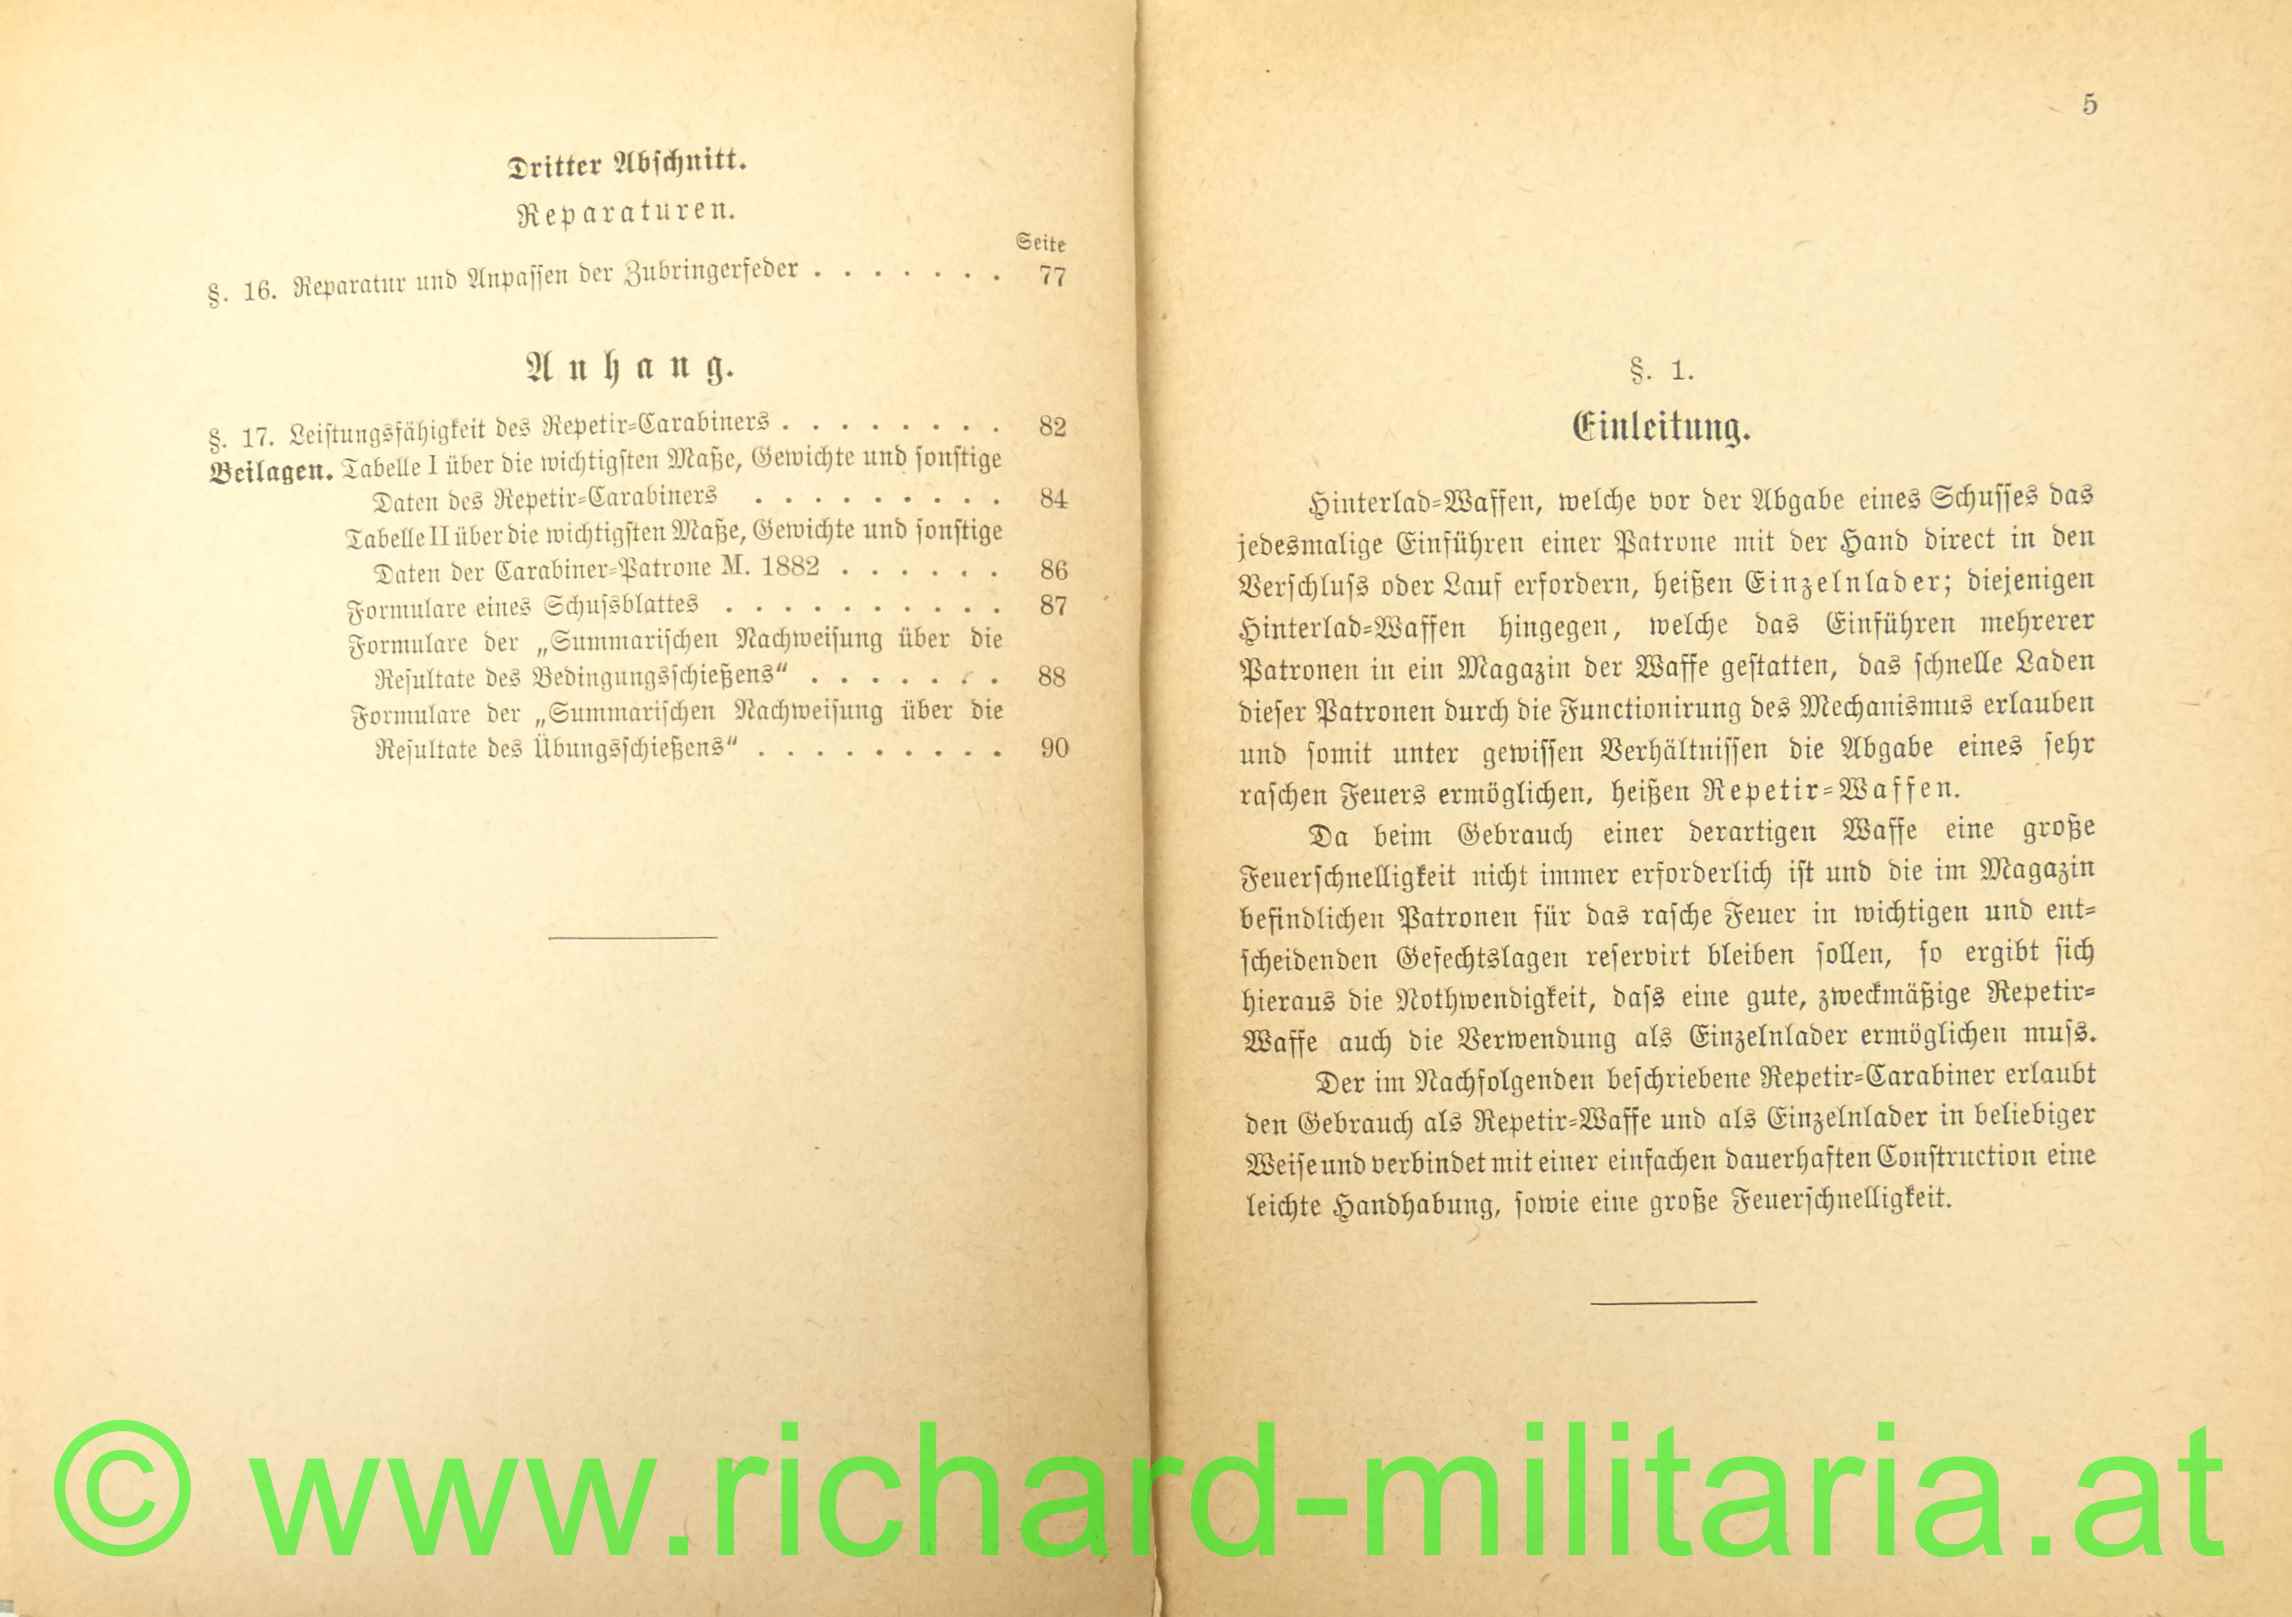 Dritter Abschnitt.
Reparaturen.
Seite
§. 16. Reparatur und Anpassen der Zubringerfeder . . . . . . . 77
Anhang.
§. 17. Leistungsfähigkeit des Repetir-Carabiners . . . . . . . . 82
Beilagen. Tabelle I über die wichtigsten Maße, Gewichte und sonstige
Daten des Repetir-Carabiners . . . . . . . . . 84
Tabelle II über die wichtigsten Maße, Gewichte und sonstige
Daten der Carabiner-Patrone M. 1882 . . . . . . 86
Formulare eines Schussblattes . . . . . . . . . . 87
Formulare der „Summarischen Nachweisung über die
Resultate des Bedingungsschießens“ . . . . . . . 88
Formulare der „Summarischen Nachweisung über die
Resultate des Übungsschießens“ . . . . . . . . . 90
5
§. 1.
Einleitung.
Hinterlad-Waffen, welche vor der Abgabe eines Schusses das
jedesmalige Einführen einer Patrone mit der Hand direct in den
Verschluss oder Lauf erfordern, heißen Einzelnlader; diejenigen
Hinterlad-Waffen hingegen, welche das Einführen mehrerer
Patronen in ein Magazin der Waffe gestatten, das schnelle Laden
dieser Patronen durch die Functionirung des Mechanismus erlauben
und somit unter gewissen Verhältnissen die Abgabe eines sehr
raschen Feuers ermöglichen, heißen Repetir-Waffen.
Da beim Gebrauch einer derartigen Waffe eine große
Feuerschnelligkeit nicht immer erforderlich ist und die im Magazin
befindlichen Patronen für das rasche Feuer in wichtigen und ent-
scheidenden Gefechtslagen reservirt bleiben sollen, so ergibt sich
hieraus die Nothwendigkeit, dass eine gute, zweckmäßige Repetir-
Waffe auch die Verwendung als Einzelnlader ermöglichen muss.
Der im Nachfolgenden beschriebene Repetir-Carabiner erlaubt
den Gebrauch als Repetir-Waffe und als Einzelnlader in beliebiger
Weise und verbindet mit einer einfachen dauerhaften Construction eine
leichte Handhabung, sowie eine große Feuerschnelligkeit.
© www.richard-militaria.at